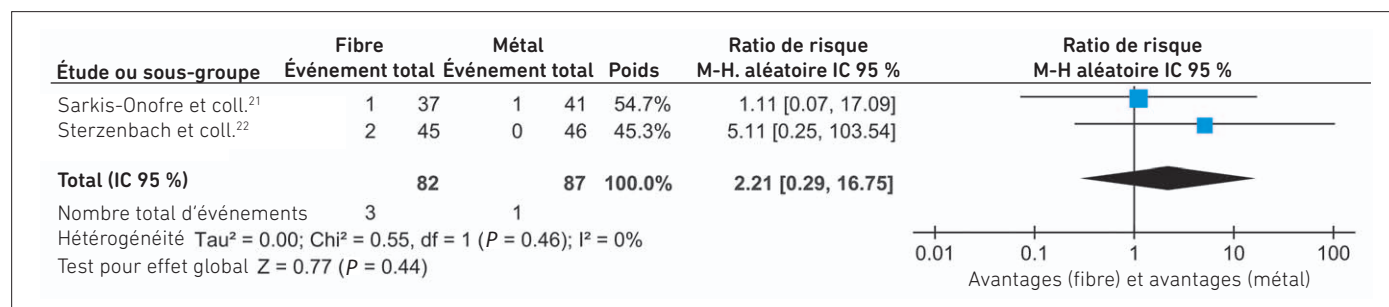 Fibre Métal Ratio de risque Ratio de risque
Étude ou sous-groupe Événement total Événement total Poids M-H. aléatoire IC 95 % M-H aléatoire IC 95 %
Sarkis-Onofre et coll.21 1 37 1 41 54.7% 1.11 [0.07, 17.09]
Sterzenbach et coll.22 2 45 0 46 45.3% 5.11 [0.25, 103.54]
Total (IC 95 %) 82 87 100.0% 2.21 [0.29, 16.75]
Nombre total d'événements 3 1
Hétérogénéité Tau² = 0.00; Chi² = 0.55, df = 1 (P = 0.46); I² = 0%
Test pour effet global Z = 0.77 (P = 0.44)
0.01 0.1 1 10 100
Avantages (fibre) et avantages (métal)